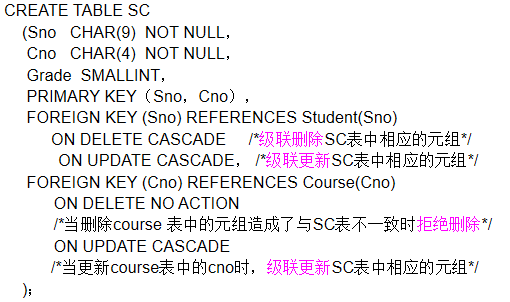 CREATE TABLE SC
(Sno CHAR(9) NOT NULL,
Cno CHAR(4) NOT NULL,
Grade SMALLINT,
PRIMARY KEY（Sno，Cno），
FOREIGN KEY (Sno) REFERENCES Student(Sno)
ON DELETE CASCADE /*级联删除SC表中相应的元组*/
ON UPDATE CASCADE， /*级联更新SC表中相应的元组*/
FOREIGN KEY (Cno) REFERENCES Course(Cno)
ON DELETE NO ACTION
/*当删除course 表中的元组造成了与SC表不一致时拒绝删除*/
ON UPDATE CASCADE
/*当更新course表中的cno时，级联更新SC表中相应的元组*/
)；